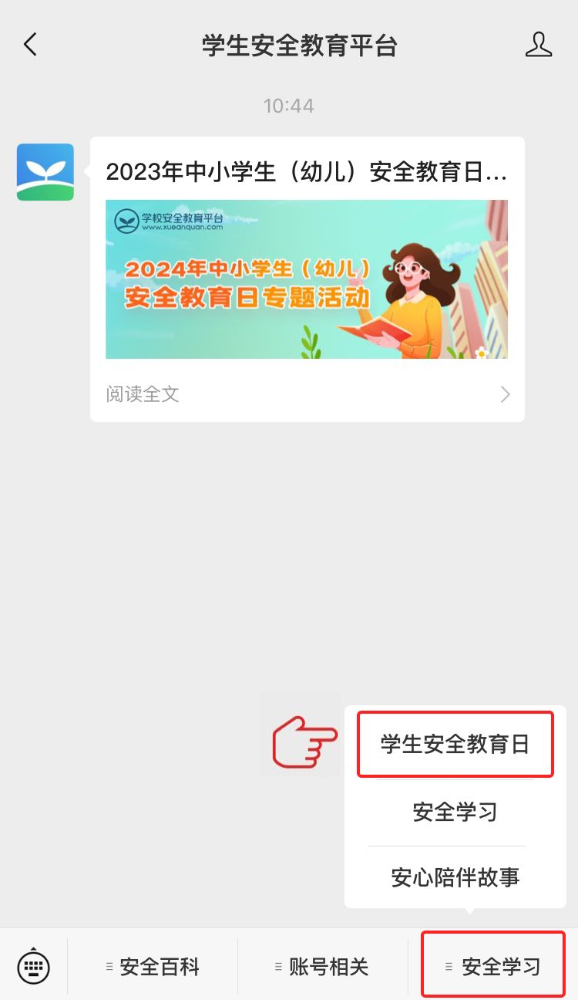 学生安全教育平台
10:44
2023年中小学生（幼儿）安全教育日...
学校安全教育平台
www.xueanquan.com
2024年中小学生（幼儿）
安全教育日专题活动
阅读全文
学生安全教育日
安全学习
安心陪伴故事
安全百科
账号相关
安全学习